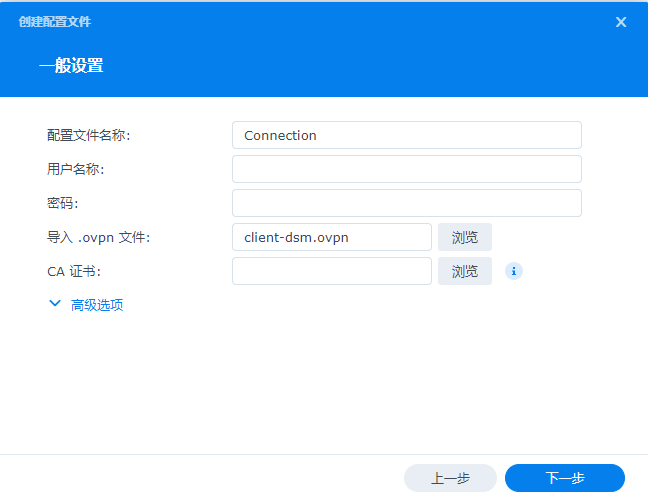 创建配置文件
一般设置
配置文件名称: Connection
用户名称:
密码:
导入 .ovpn 文件: client-dsm.ovpn 浏览
CA 证书: 浏览 i
高级选项
上一步 下一步